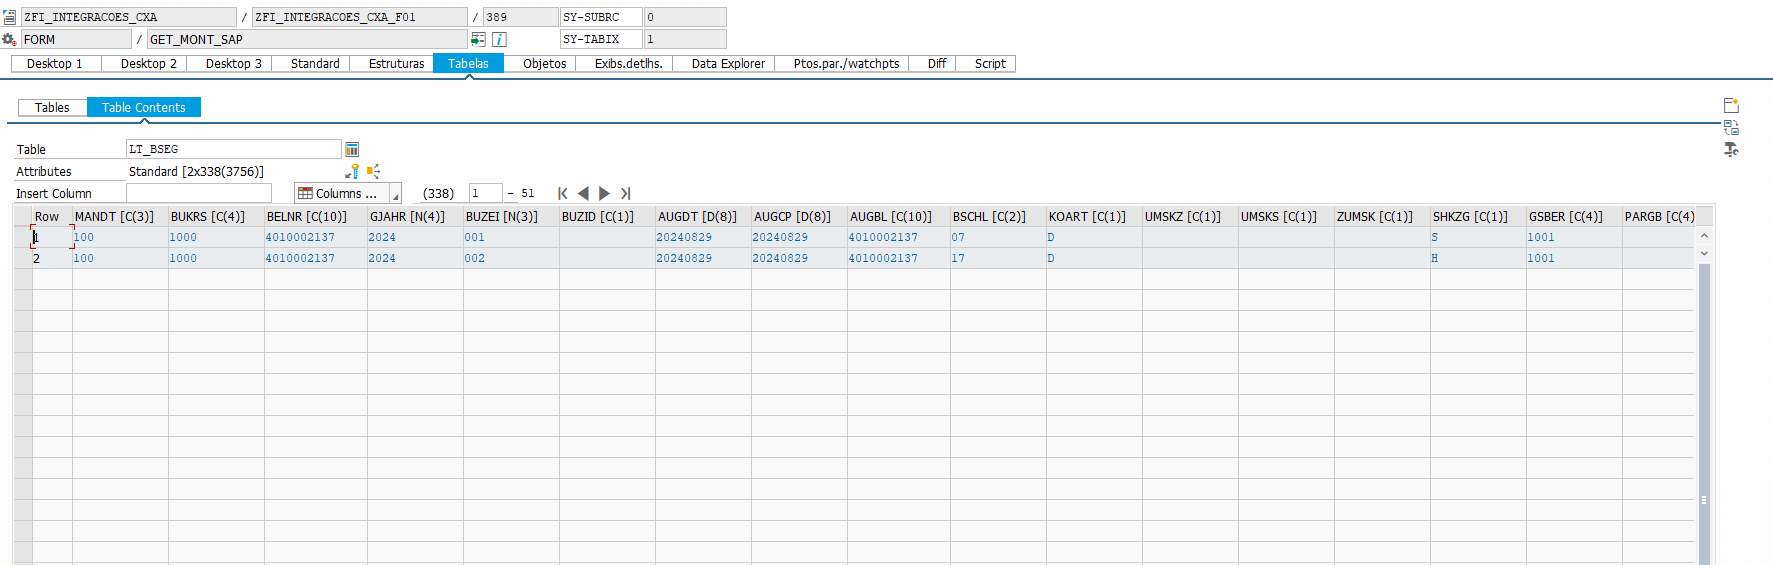 ZFI_INTEGRACOES_CXA / ZFI_INTEGRACOES_CXA_F01 / 389 SY-SUBRC 0
FORM / GET_MONT_SAP SY-TABIX 1
Desktop 1 Desktop 2 Desktop 3 Standard Estruturas Tabelas Objetos Exibs.detlhs. Data Explorer Ptos.par./watchpts Diff Script
Tables Table Contents
Table LT_BSEG
Attributes Standard [2x338(3756)]
Insert Column Columns ... (338) 1 - 51
Row MANDT [C(3)] BUKRS [C(4)] BELNR [C(10)] GJAHR [N(4)] BUZEI [N(3)] BUZID [C(1)] AUGDT [D(8)] AUGCP [D(8)] AUGBL [C(10)] BSCHL [C(2)] KOART [C(1)] UMSKZ [C(1)] UMSKS [C(1)] ZUMSK [C(1)] SHKZG [C(1)] GSBER [C(4)] PARGB [C(4)
1 100 1000 4010002137 2024 001 20240829 20240829 4010002137 07 D S 1001
2 100 1000 4010002137 2024 002 20240829 20240829 4010002137 17 D H 1001